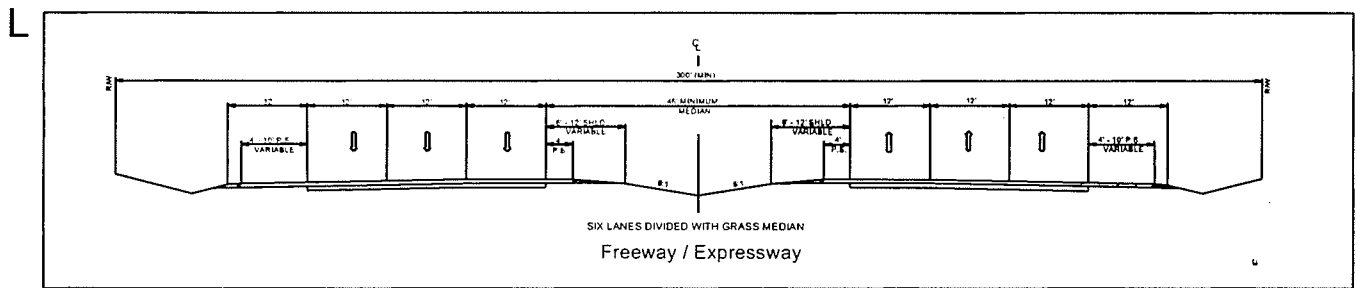 L
CL
300' (MIN)
R/W
R/W
12' 12' 12' 12' 46' MINIMUM 12' 12' 12' 12'
MEDIAN
6' - 12' SHLD 6' - 12' SHLD
VARIABLE VARIABLE
4' - 10' P.S. 4' 4' 4' - 10' P.S.
VARIABLE P.S. P.S. VARIABLE
6:1 6:1
SIX LANES DIVIDED WITH GRASS MEDIAN
Freeway / Expressway